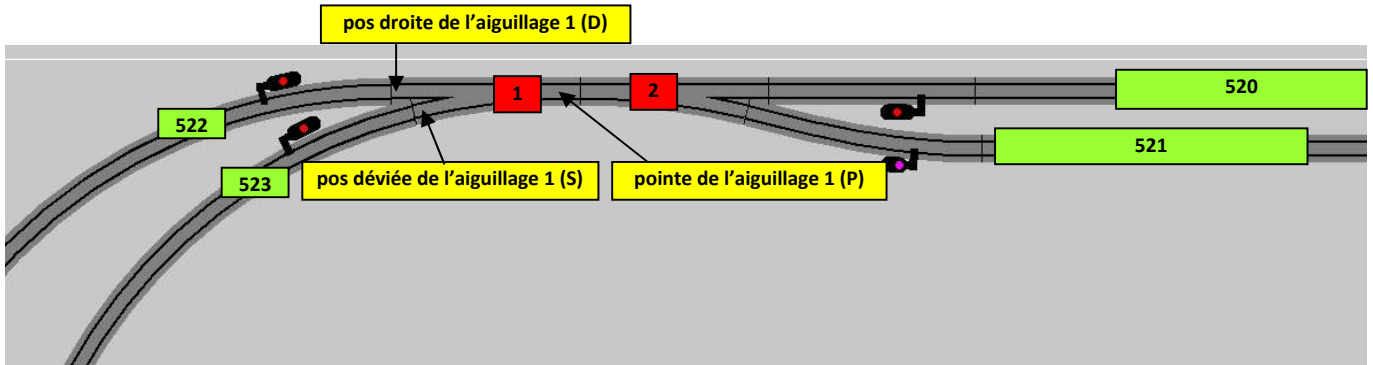 pos droite de l'aiguillage 1 (D)
1
2
520
522
521
523
pos déviée de l'aiguillage 1 (S)
pointe de l'aiguillage 1 (P)